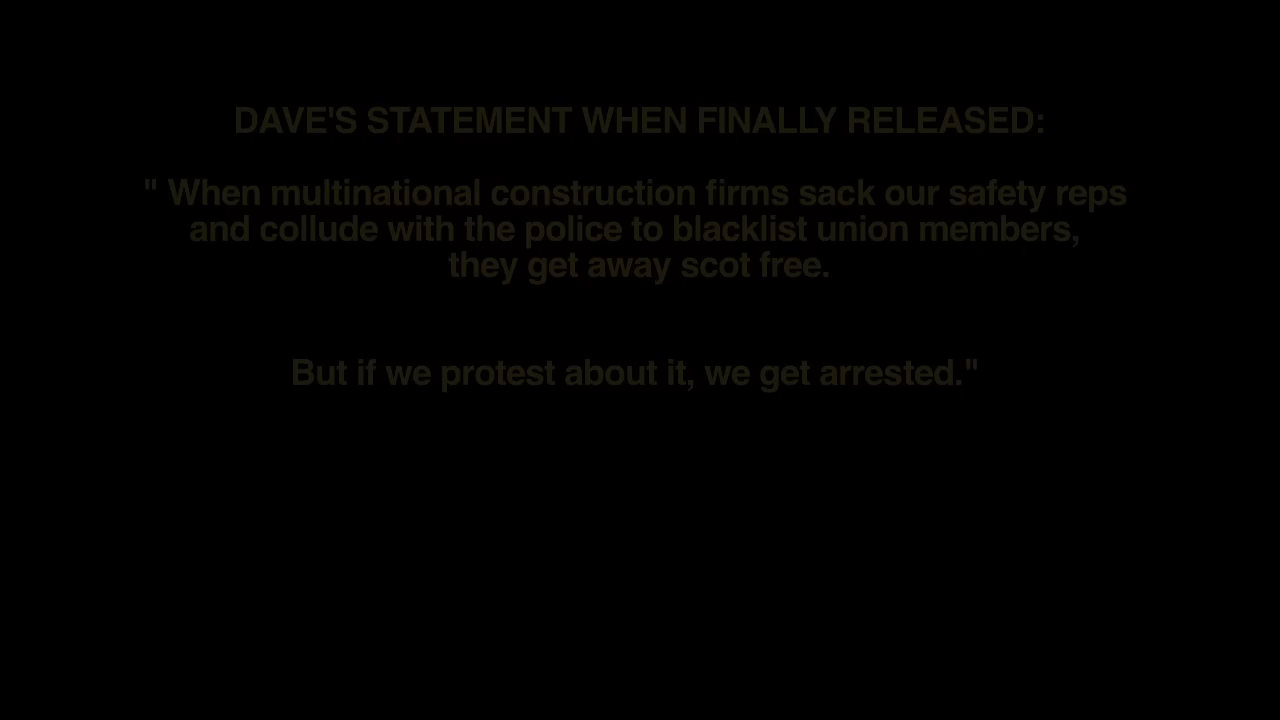 DAVE'S STATEMENT WHEN FINALLY RELEASED:
" When multinational construction firms sack our safety reps
and collude with the police to blacklist union members,
they get away scot free.
But if we protest about it, we get arrested."